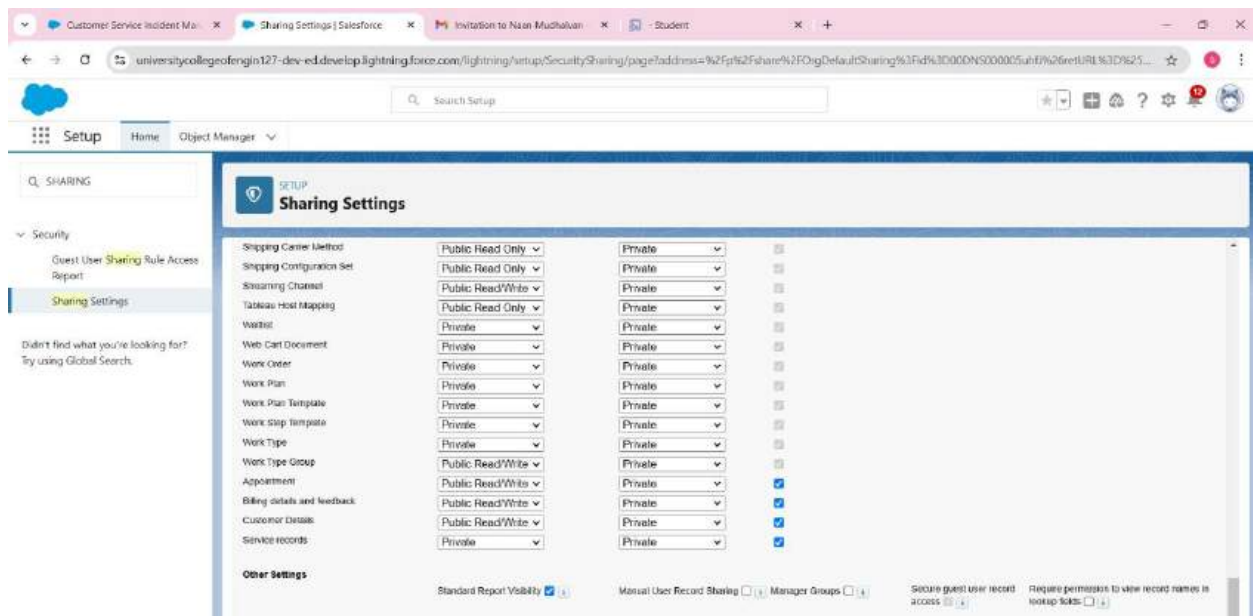 Customer Service Incident Man
Sharing Settings | Salesforce
Invitation to Naan Mudhalvan
- Student
universitycollegeofengin127-dev-ed.develop.lightning.force.com/lightning/setup/SecuritySharing/page?address=%2Fp%2Fshare%2FOrgDefaultSharing%3Fid%3D00DNS000005uhfJ%26retURL%3D%25...
Search Setup
12
Setup Home Object Manager
SHARING
Security
Guest User Sharing Rule Access
Report
Sharing Settings
Didn't find what you're looking for?
Try using Global Search.
SETUP
Sharing Settings
Shipping Carrier Method Public Read Only Private
Shipping Configuration Set Public Read Only Private
Streaming Channel Public Read/Write Private
Tableau Host Mapping Public Read Only Private
Waitlist Private Private
Web Cart Document Private Private
Work Order Private Private
Work Plan Private Private
Work Plan Template Private Private
Work Step Template Private Private
Work Type Private Private
Work Type Group Public Read/Write Private
Appointment Public Read/Write Private
Billing details and feedback Public Read/Write Private
Customer Details Public Read/Write Private
Service records Private Private
Other Settings
Standard Report Visibility i Manual User Record Sharing i Manager Groups i
Secure guest user record
access i
Require permission to view record names in
lookup fields i